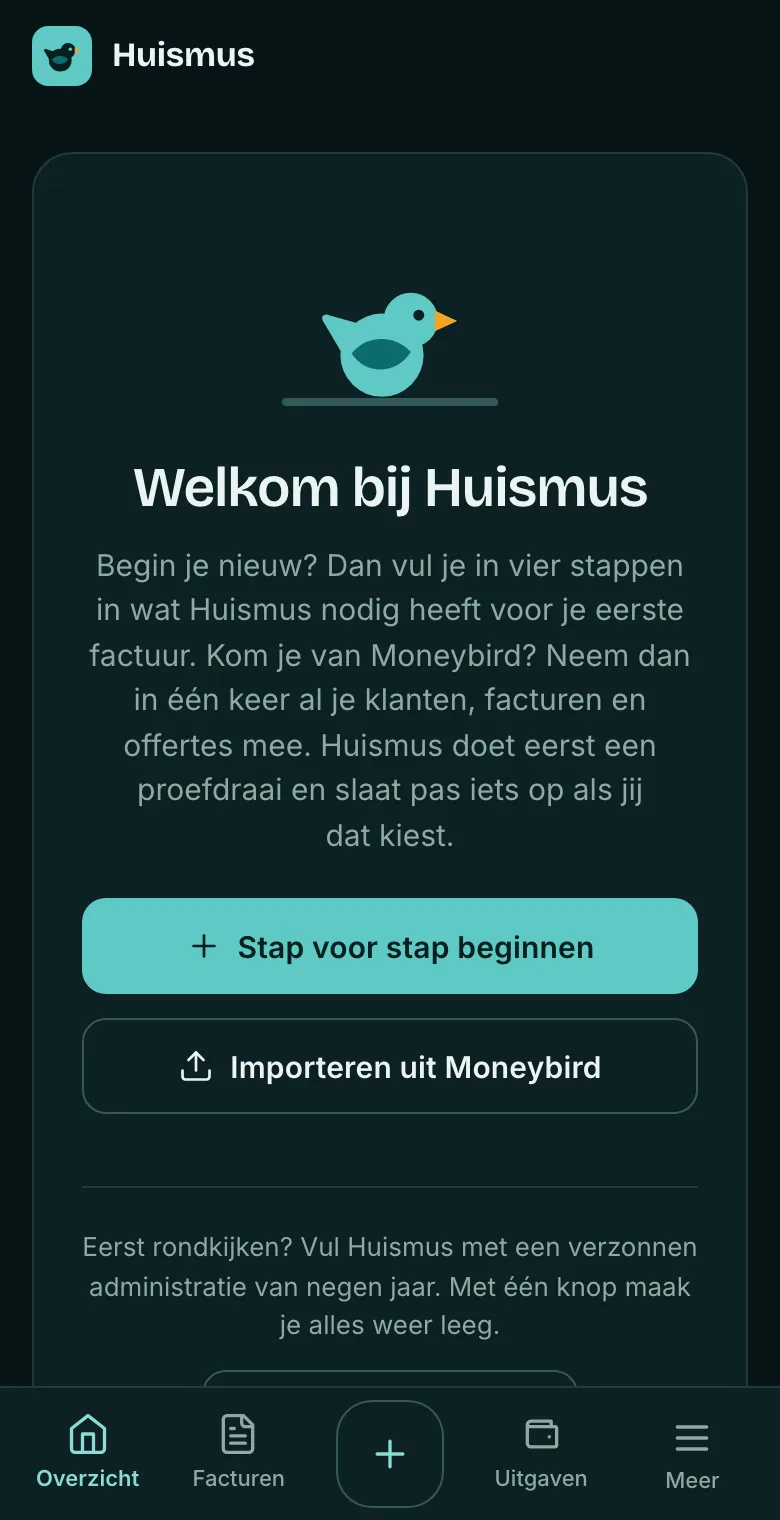 Huismus
Welkom bij Huismus
Begin je nieuw? Dan vul je in vier stappen
in wat Huismus nodig heeft voor je eerste
factuur. Kom je van Moneybird? Neem dan
in één keer al je klanten, facturen en
offertes mee. Huismus doet eerst een
proefdraai en slaat pas iets op als jij
dat kiest.
Stap voor stap beginnen
Importeren uit Moneybird
Eerst rondkijken? Vul Huismus met een verzonnen
administratie van negen jaar. Met één knop maak
je alles weer leeg.
Overzicht
Facturen
Uitgaven
Meer